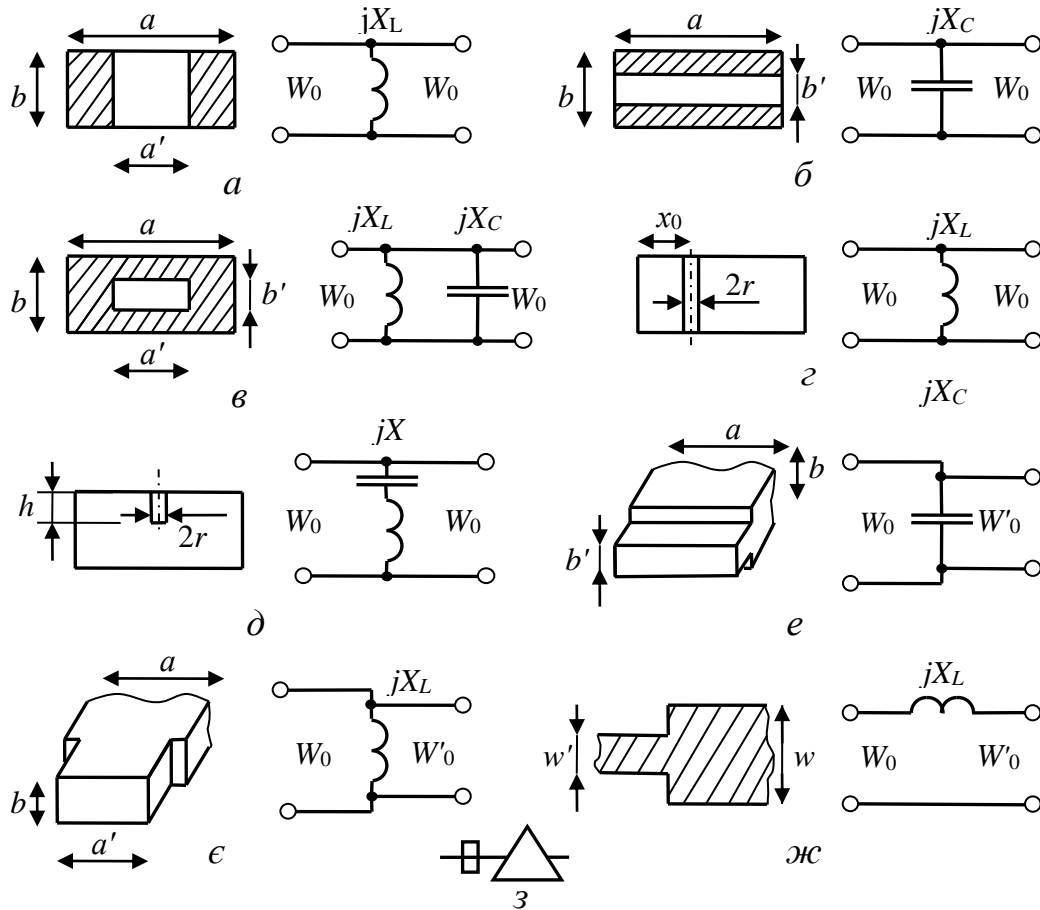 a jX_L
b W_0 W_0
a′
а
a jX_C
b b′ W_0 W_0
б
a jX_L jX_C
b b′ W_0 W_0
a′
в
x_0 jX_L
2r W_0 W_0
г
jX
h 2r W_0 W_0
д
jX_C
a b
b′ W_0 W′_0
е
a jX_L
b W_0 W′_0
a′
є
jX_L
w′ w W_0 W′_0
ж
з